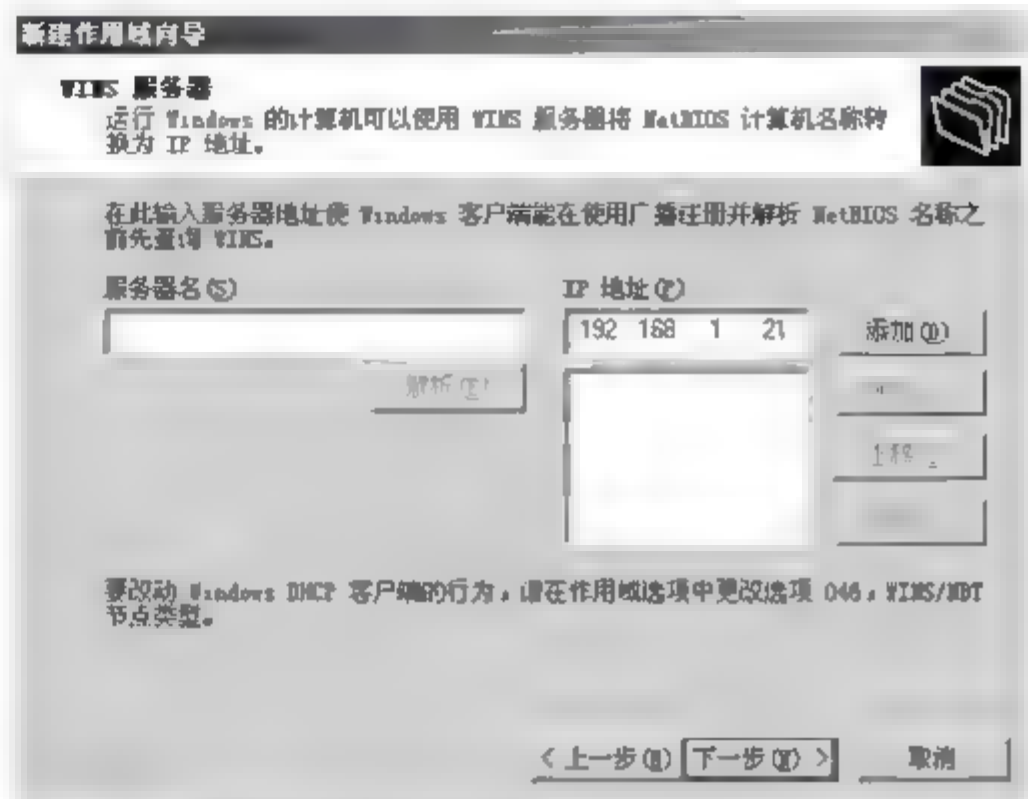 新建作用域向导
WINS 服务器
运行 Windows 的计算机可以使用 WINS 服务器将 NetBIOS 计算机名称转
换为 IP 地址。
在此输入服务器地址使 Windows 客户端能在使用广播注册并解析 NetBIOS 名称之
前先查询 WINS。
服务器名(S)
IP 地址(P)
192 168 1 21
添加(D)
解析(E)
上移
要改动 Windows DHCP 客户端的行为,请在作用域选项中更改选项 046,WINS/NBT
节点类型。
< 上一步(B)
下一步(N) >
取消